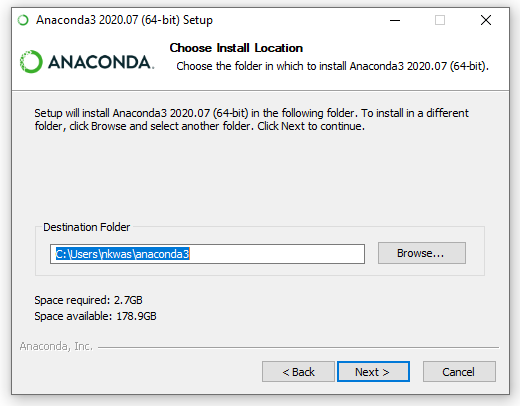 Anaconda3 2020.07 (64-bit) Setup
ANACONDA.
Choose Install Location
Choose the folder in which to install Anaconda3 2020.07 (64-bit).
Setup will install Anaconda3 2020.07 (64-bit) in the following folder. To install in a different
folder, click Browse and select another folder. Click Next to continue.
Destination Folder
C:\Users\nkwas\anaconda3
Browse...
Space required: 2.7GB
Space available: 178.9GB
Anaconda, Inc.
< Back
Next >
Cancel